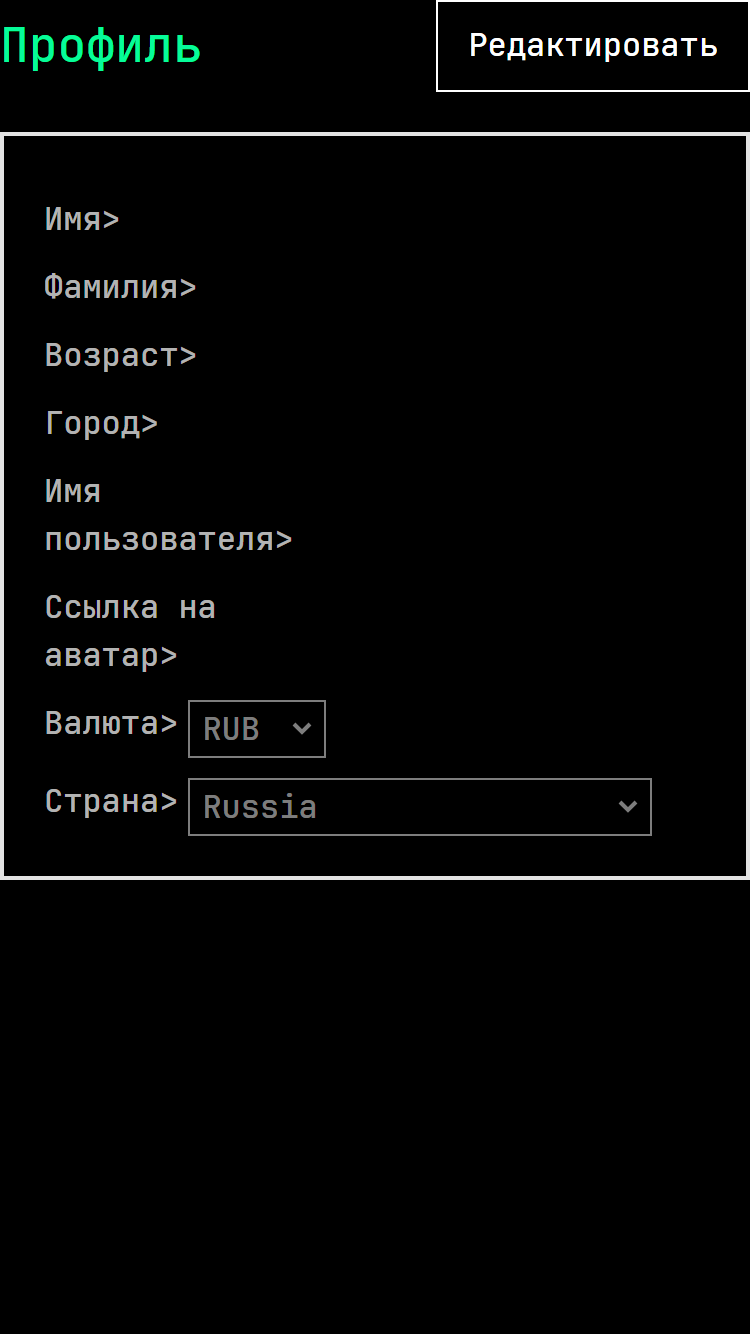 Профиль
Редактировать
Имя>
Фамилия>
Возраст>
Город>
Имя
пользователя>
Ссылка на
аватар>
Валюта> RUB
Страна> Russia